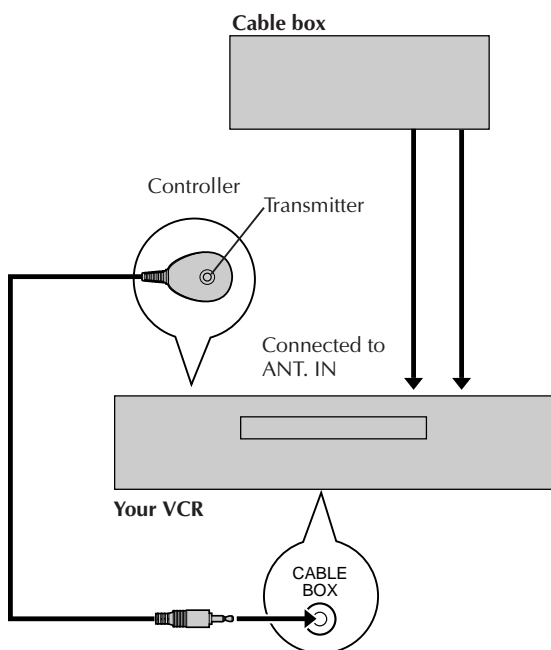 Cable box
Controller
Transmitter
Connected to
ANT. IN
Your VCR
CABLE
BOX